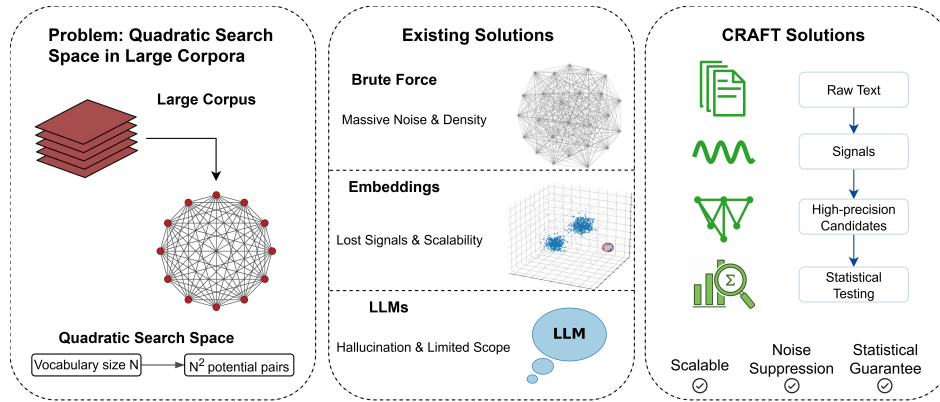 Problem: Quadratic Search
Space in Large Corpora
Large Corpus
Quadratic Search Space
Vocabulary size N
N² potential pairs
Existing Solutions
Brute Force
Massive Noise & Density
Embeddings
Lost Signals & Scalability
LLMs
Hallucination & Limited Scope
LLM
CRAFT Solutions
Raw Text
Signals
High-precision
Candidates
Σ
Statistical
Testing
Scalable
Noise
Suppression
Statistical
Guarantee